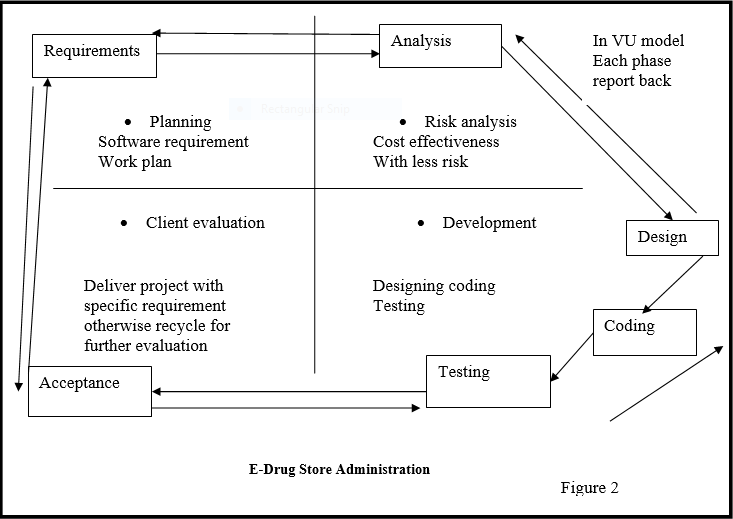 Requirements
Analysis
In VU model
Each phase
report back
• Planning
Software requirement
Work plan
• Risk analysis
Cost effectiveness
With less risk
Rectangular Snip
• Client evaluation
• Development
Design
Deliver project with
specific requirement
otherwise recycle for
further evaluation
Designing coding
Testing
Coding
Acceptance
Testing
E-Drug Store Administration
Figure 2